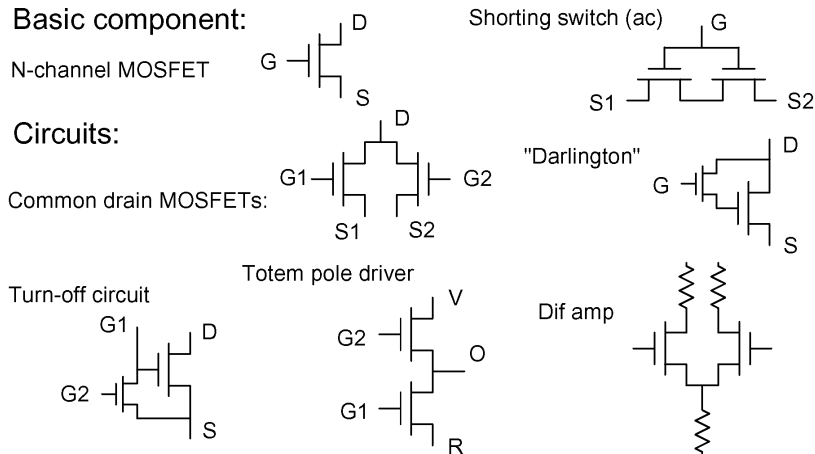 Basic component:
N-channel MOSFET
G
D
S
Shorting switch (ac)
G
S1
S2
Circuits:
Common drain MOSFETs:
D
G1
G2
S1
S2
"Darlington"
D
G
S
Turn-off circuit
G1
D
G2
S
Totem pole driver
V
G2
O
G1
R
Dif amp